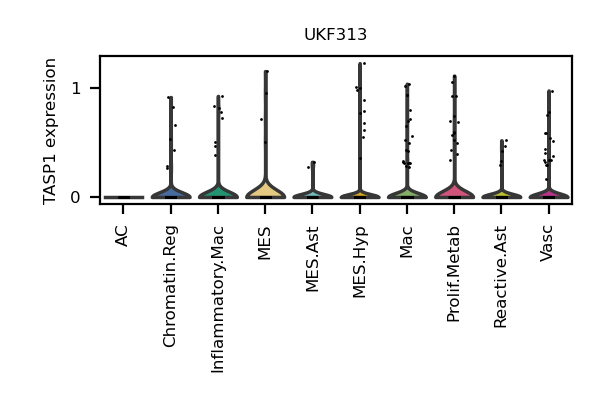 UKF313
TASP1 expression
1
0
AC
Chromatin.Reg
Inflammatory.Mac
MES
MES.Ast
MES.Hyp
Mac
Prolif.Metab
Reactive.Ast
Vasc